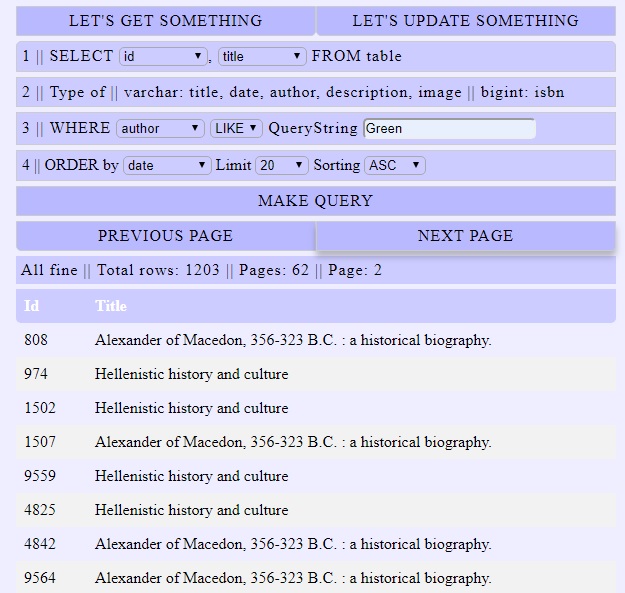 LET'S GET SOMETHING LET'S UPDATE SOMETHING
1 || SELECT id, title FROM table
2 || Type of || varchar: title, date, author, description, image || bigint: isbn
3 || WHERE author LIKE QueryString Green
4 || ORDER by date Limit 20 Sorting ASC
MAKE QUERY
PREVIOUS PAGE NEXT PAGE
All fine || Total rows: 1203 || Pages: 62 || Page: 2
Id Title
808 Alexander of Macedon, 356-323 B.C. : a historical biography.
974 Hellenistic history and culture
1502 Hellenistic history and culture
1507 Alexander of Macedon, 356-323 B.C. : a historical biography.
9559 Hellenistic history and culture
4825 Hellenistic history and culture
4842 Alexander of Macedon, 356-323 B.C. : a historical biography.
9564 Alexander of Macedon, 356-323 B.C. : a historical biography.